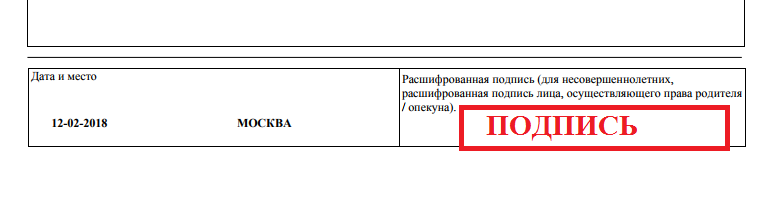 Дата и место
12-02-2018 МОСКВА
Расшифрованная подпись (для несовершеннолетних,
расшифрованная подпись лица, осуществляющего права родителя
/ опекуна).
ПОДПИСЬ